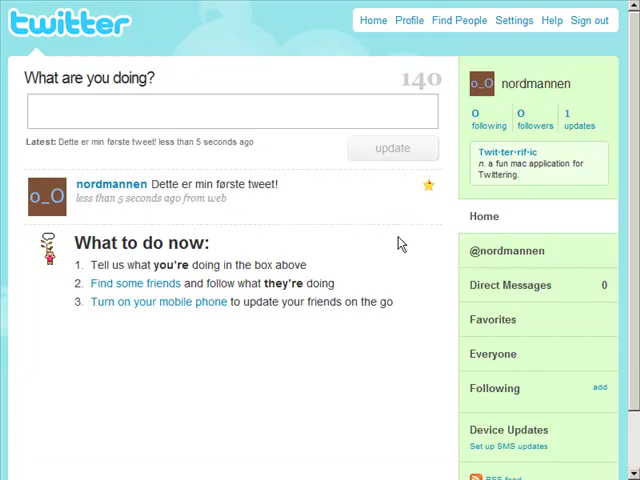 twitter
Home Profile Find People Settings Help Sign out
What are you doing?
140
Latest: Dette er min første tweet! less than 5 seconds ago
update
o_O
nordmannen Dette er min første tweet!
less than 5 seconds ago from web
What to do now:
1. Tell us what you're doing in the box above
2. Find some friends and follow what they're doing
3. Turn on your mobile phone to update your friends on the go
o_O
nordmannen
0 0 1
following followers updates
Twit·ter·rif·ic
n. a fun mac application for
Twittering.
Home
@nordmannen
Direct Messages 0
Favorites
Everyone
Following add
Device Updates
Set up SMS updates
RSS feed